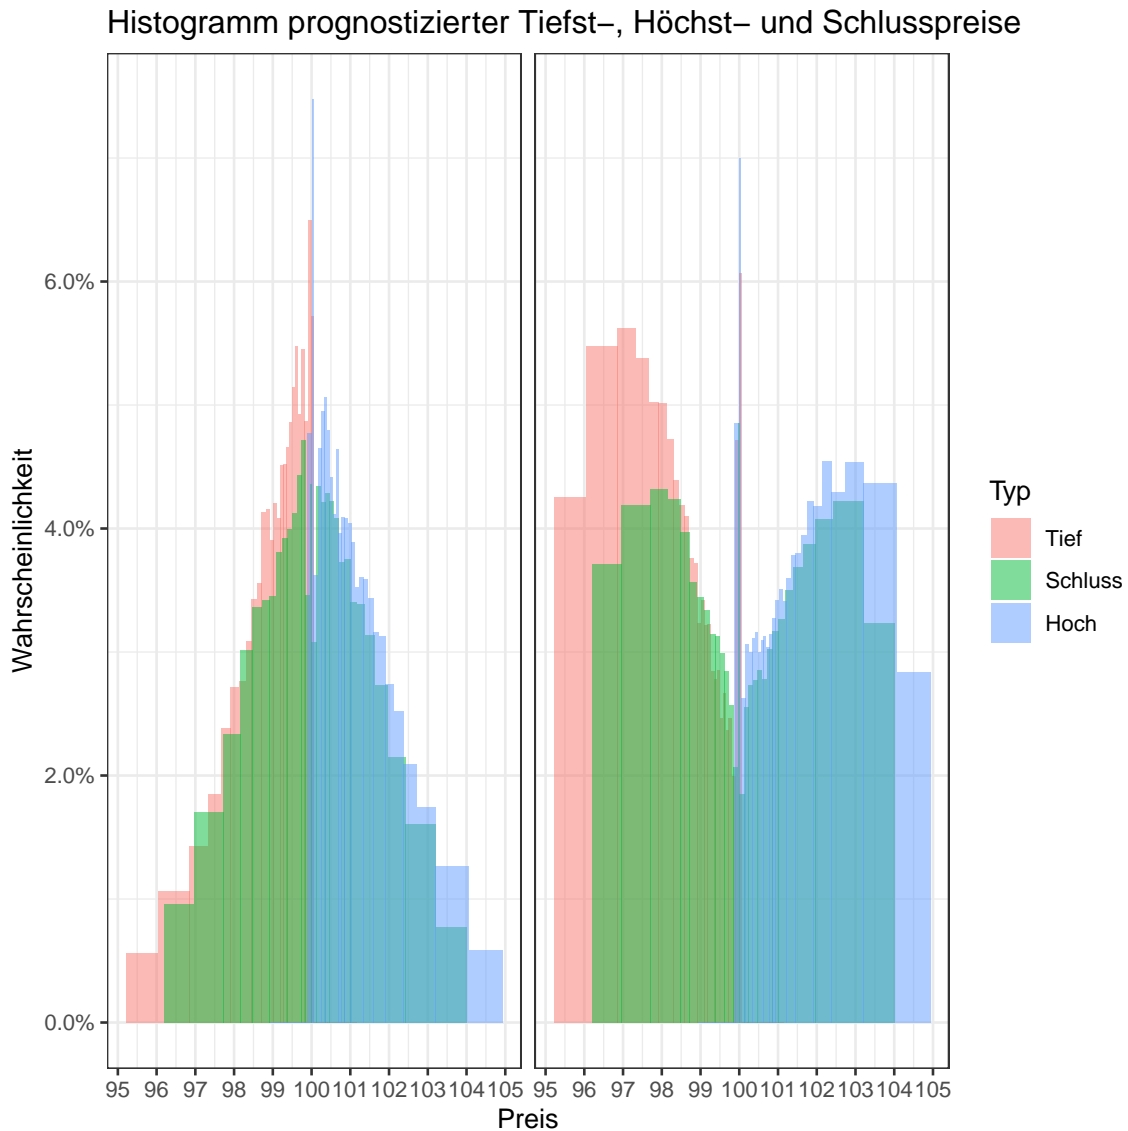 Histogramm prognostizierter Tiefst−, Höchst− und Schlusspreise
Wahrscheinlichkeit
6.0%
4.0%
2.0%
0.0%
95 96 97 98 99 100 101 102 103 104 105
95 96 97 98 99 100 101 102 103 104 105
Preis
Typ
Tief
Schluss
Hoch